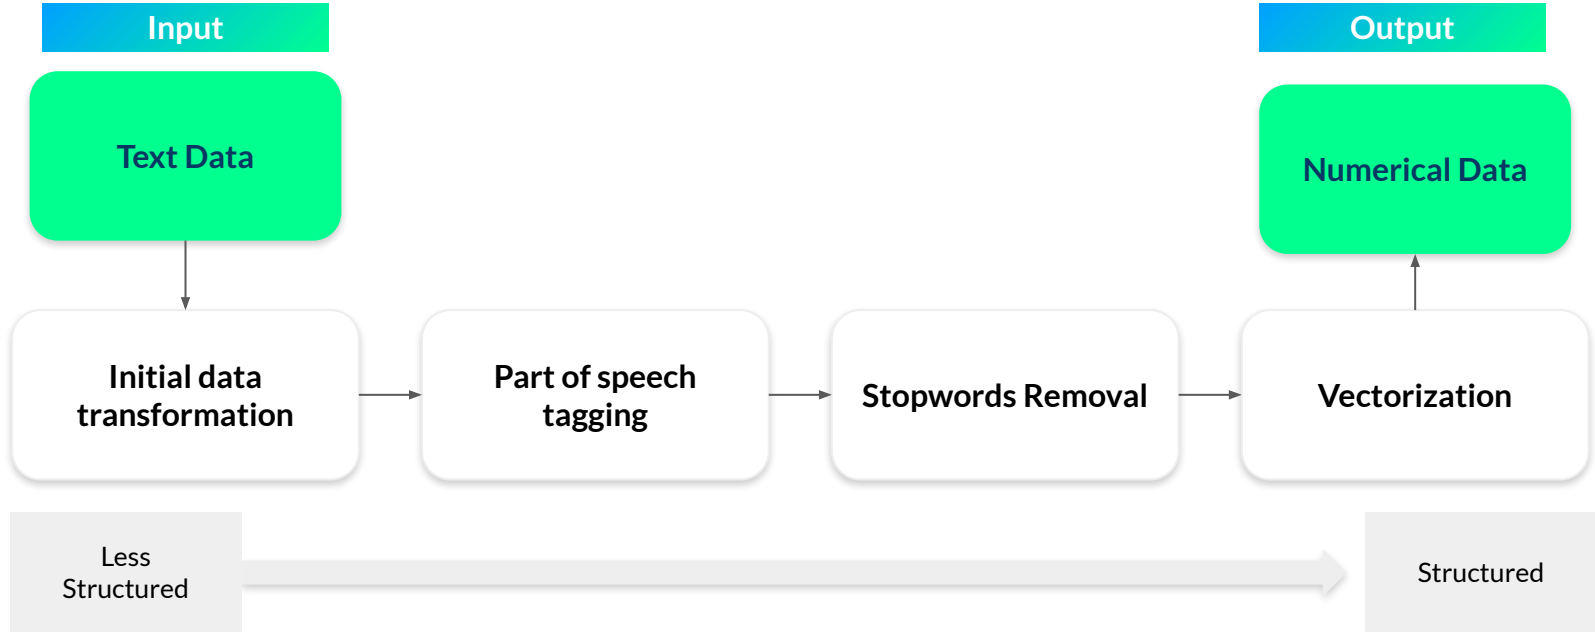 Input
Output
Text Data
Numerical Data
Initial data
transformation
Part of speech
tagging
Stopwords Removal
Vectorization
Less
Structured
Structured